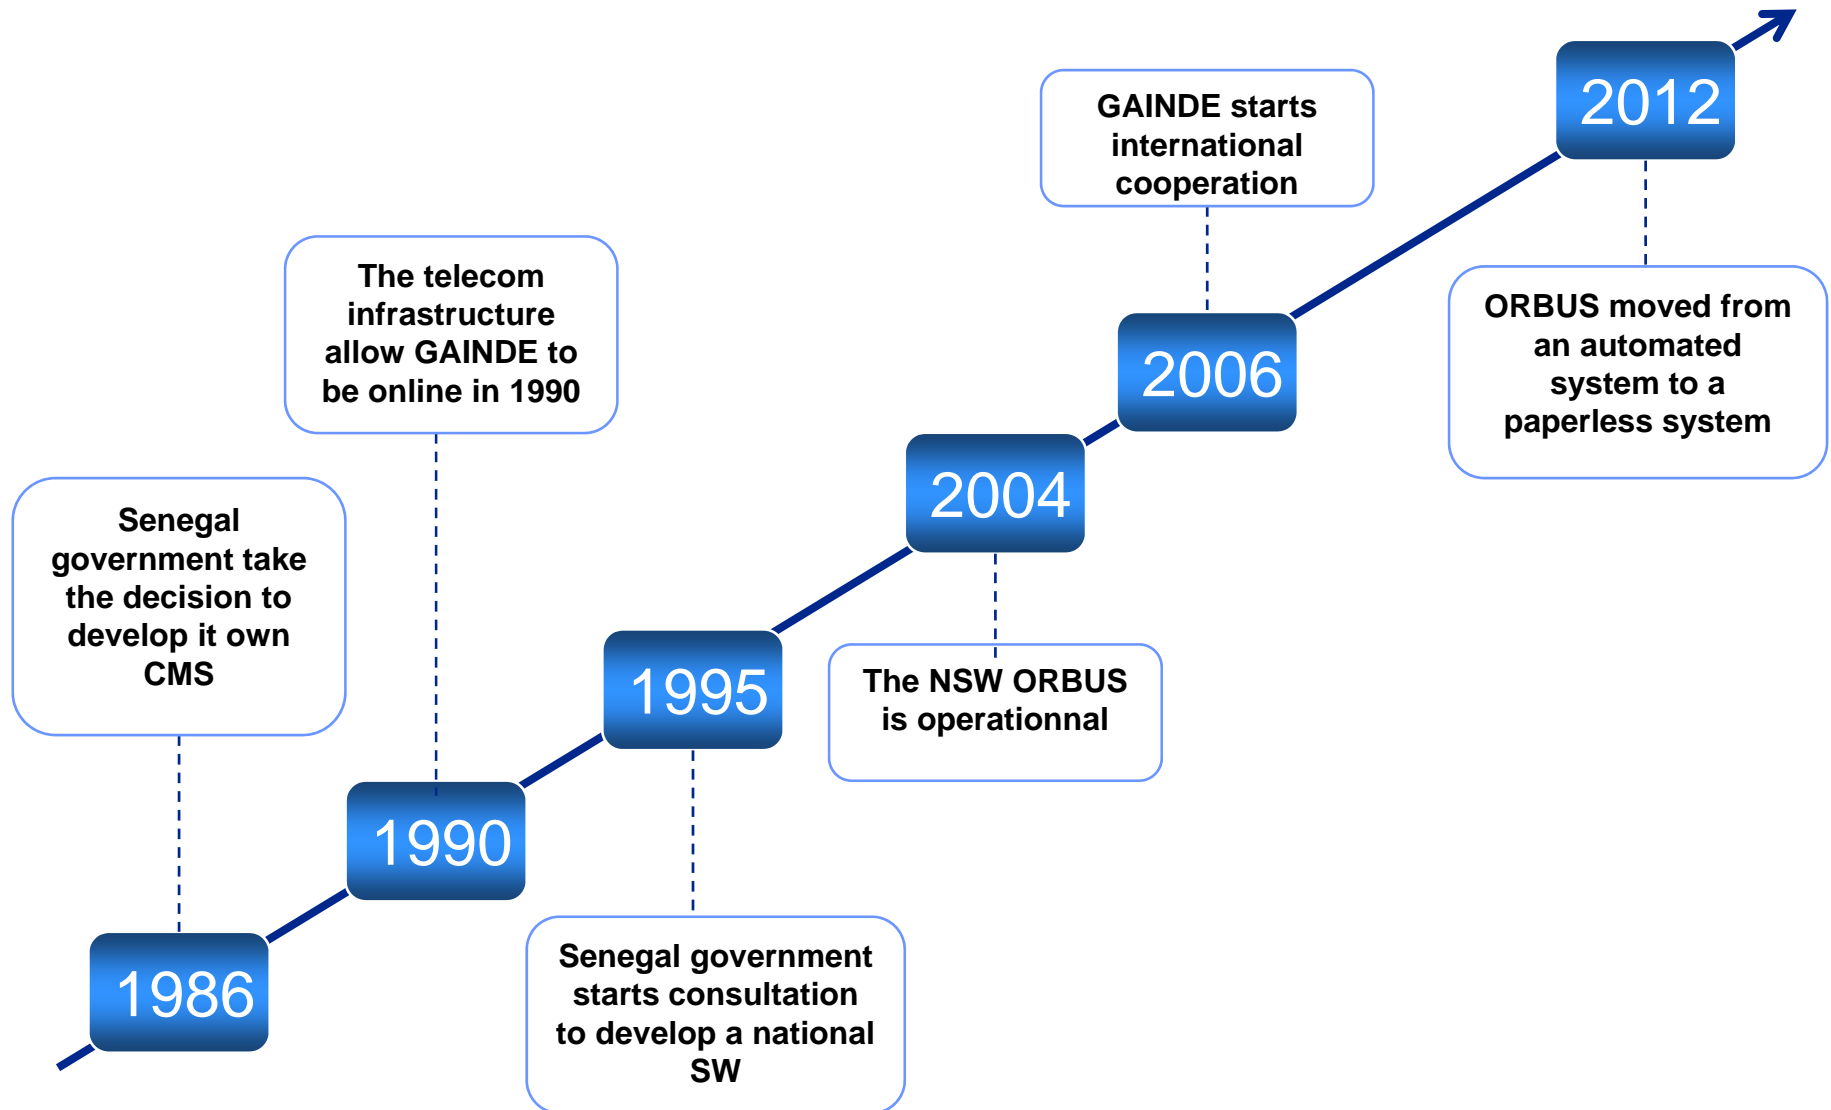 2012
GAINDE starts
international
cooperation
The telecom
infrastructure
allow GAINDE to
be online in 1990
ORBUS moved from
an automated
system to a
paperless system
2006
2004
Senegal
government take
the decision to
develop it own
CMS
1995
The NSW ORBUS
is operationnal
1990
Senegal government
starts consultation
to develop a national
SW
1986